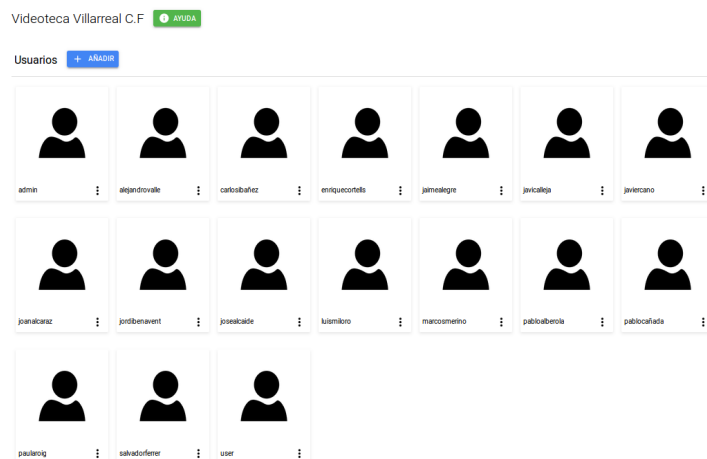 Videoteca Villarreal C.F AYUDA
Usuarios AÑADIR
admin alejandrovalle carlosibañez enriquecortells jaimealegre javicalleja javiercano
joanalcaraz jordibenavent josealcaide luismiloro marcosmerino pabloalberola pablocañada
paularoig salvadorferrer user